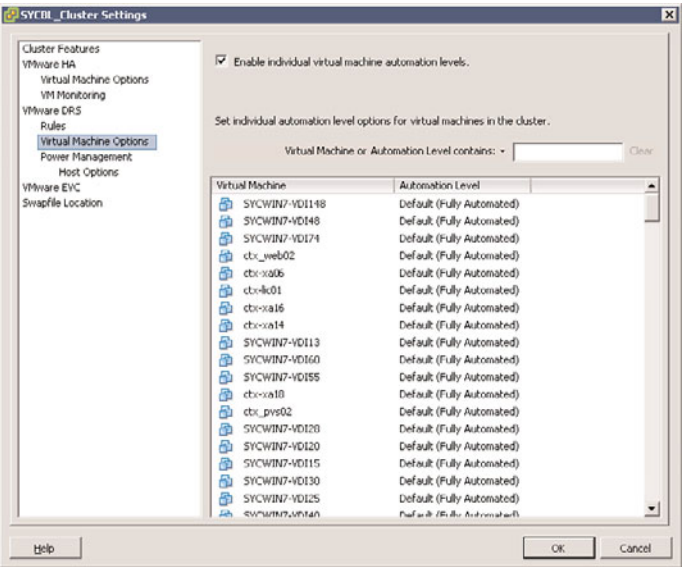 SYCBL_Cluster Settings
Cluster Features
VMware HA
Virtual Machine Options
VM Monitoring
VMware DRS
Rules
Virtual Machine Options
Power Management
Host Options
VMware EVC
Swapfile Location
Enable individual virtual machine automation levels.
Set individual automation level options for virtual machines in the cluster.
Virtual Machine or Automation Level contains: Clear
Virtual Machine Automation Level
SYCWIN7-VDI148 Default (Fully Automated)
SYCWIN7-VDI48 Default (Fully Automated)
SYCWIN7-VDI74 Default (Fully Automated)
ctx_web02 Default (Fully Automated)
ctx-xa06 Default (Fully Automated)
ctx-lic01 Default (Fully Automated)
ctx-xa16 Default (Fully Automated)
ctx-xa14 Default (Fully Automated)
SYCWIN7-VDI13 Default (Fully Automated)
SYCWIN7-VDI60 Default (Fully Automated)
SYCWIN7-VDI55 Default (Fully Automated)
ctx-xa18 Default (Fully Automated)
ctx_pvs02 Default (Fully Automated)
SYCWIN7-VDI28 Default (Fully Automated)
SYCWIN7-VDI20 Default (Fully Automated)
SYCWIN7-VDI15 Default (Fully Automated)
SYCWIN7-VDI30 Default (Fully Automated)
SYCWIN7-VDI25 Default (Fully Automated)
SYCWIN7-VDI40 Default (Fully Automated)
Help OK Cancel